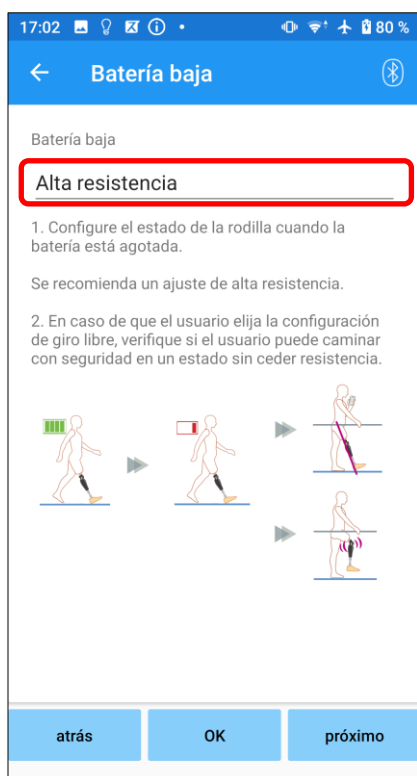 17:02 80 %
Batería baja
Batería baja
Alta resistencia
1. Configure el estado de la rodilla cuando la
batería está agotada.
Se recomienda un ajuste de alta resistencia.
2. En caso de que el usuario elija la configuración
de giro libre, verifique si el usuario puede caminar
con seguridad en un estado sin ceder resistencia.
atrás OK próximo